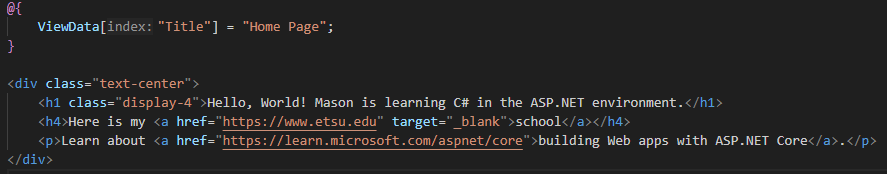 @{
    ViewData[index: "Title"] = "Home Page";
}
<div class="text-center">
    <h1 class="display-4">Hello, World! Mason is learning C# in the ASP.NET environment.</h1>
    <h4>Here is my <a href="https://www.etsu.edu" target="_blank">school</a></h4>
    <p>Learn about <a href="https://learn.microsoft.com/aspnet/core">building Web apps with ASP.NET Core</a>.</p>
</div>